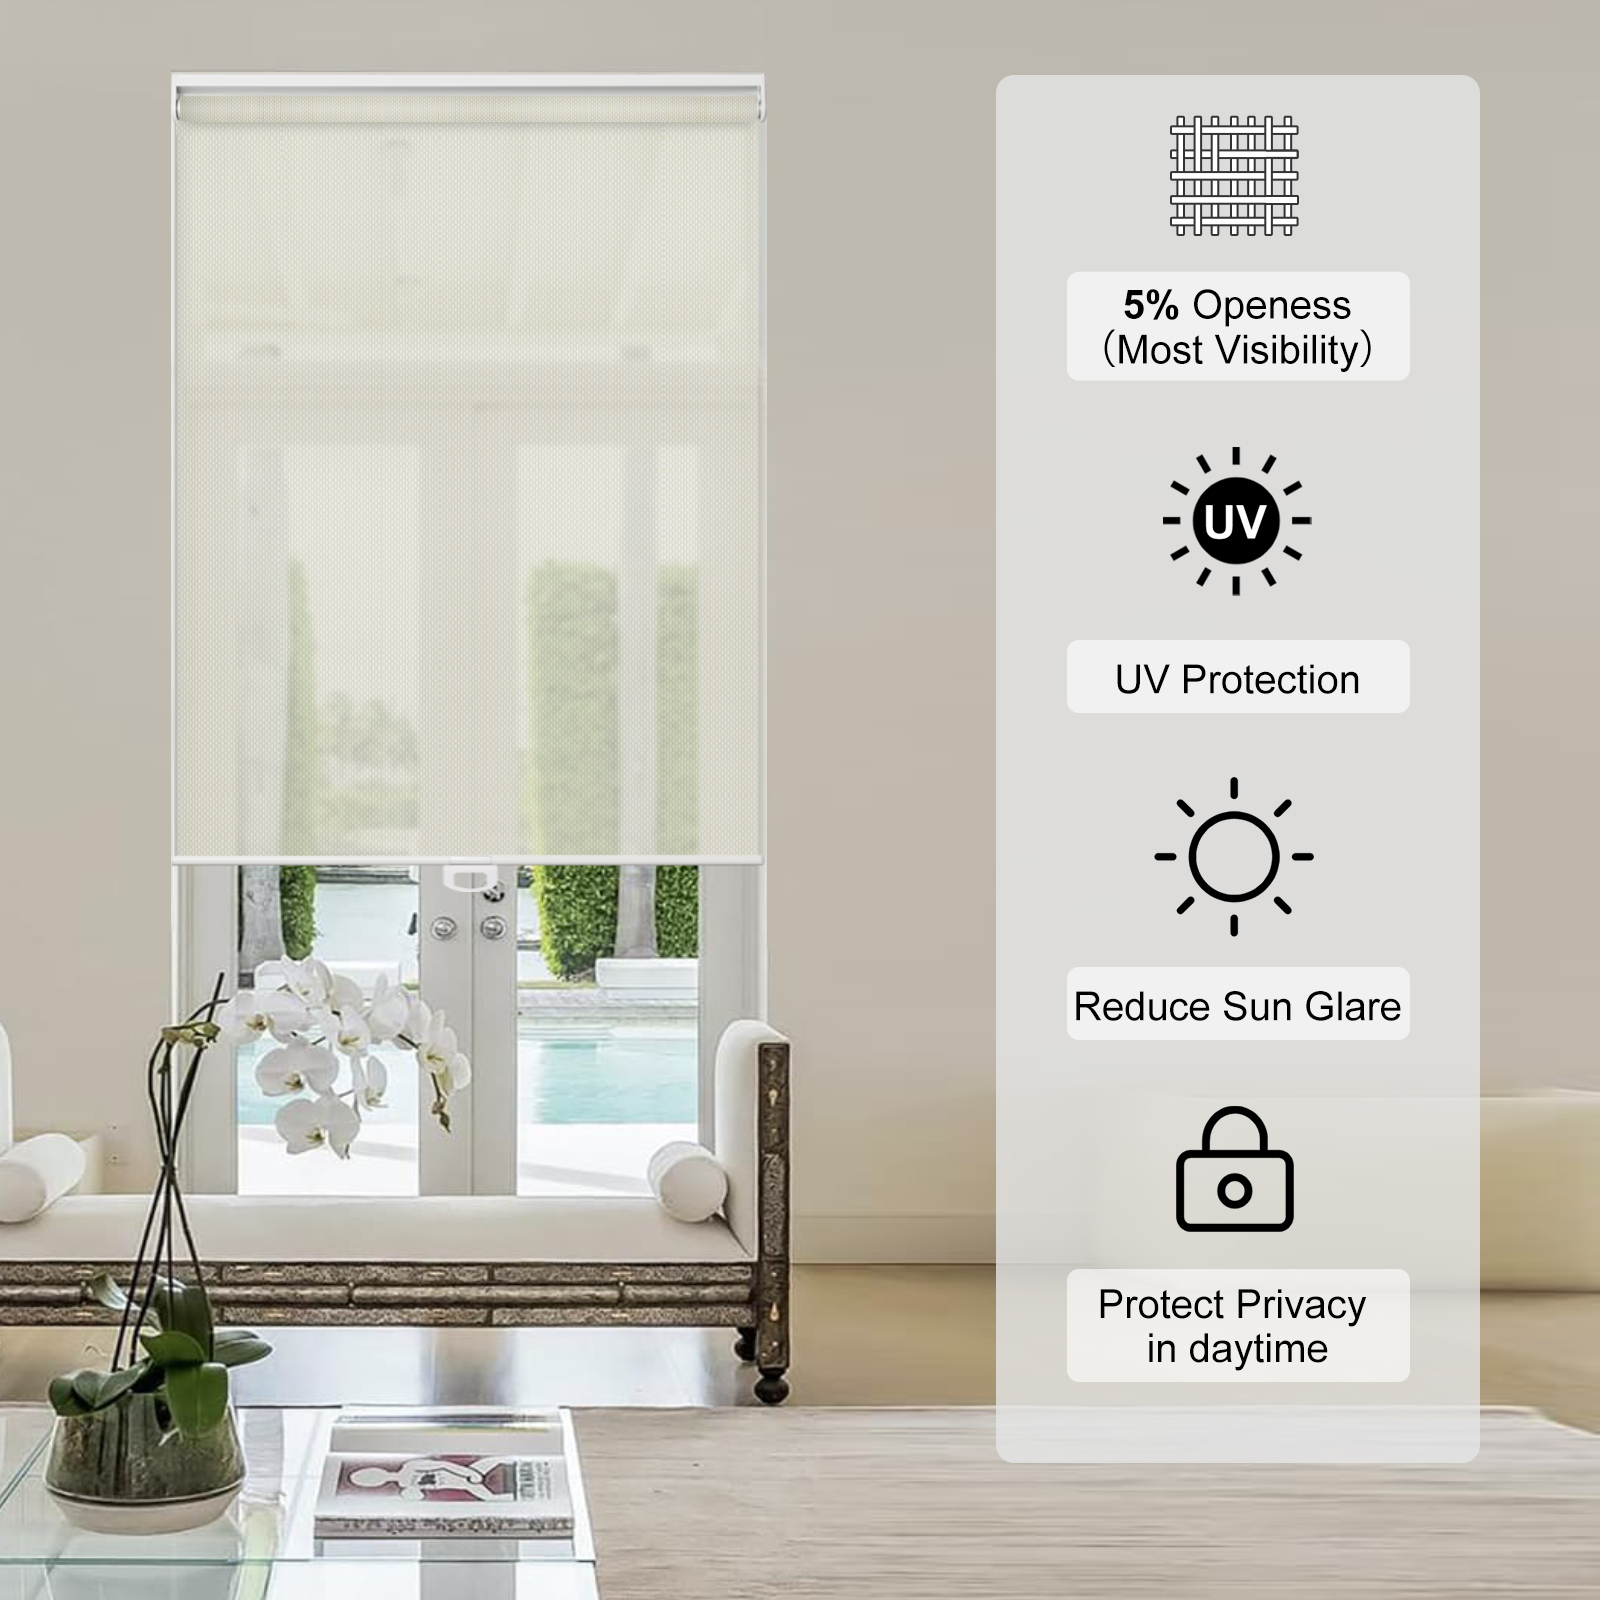 5% Openess
（Most Visibility）
UV
UV Protection
Reduce Sun Glare
Protect Privacy
in daytime